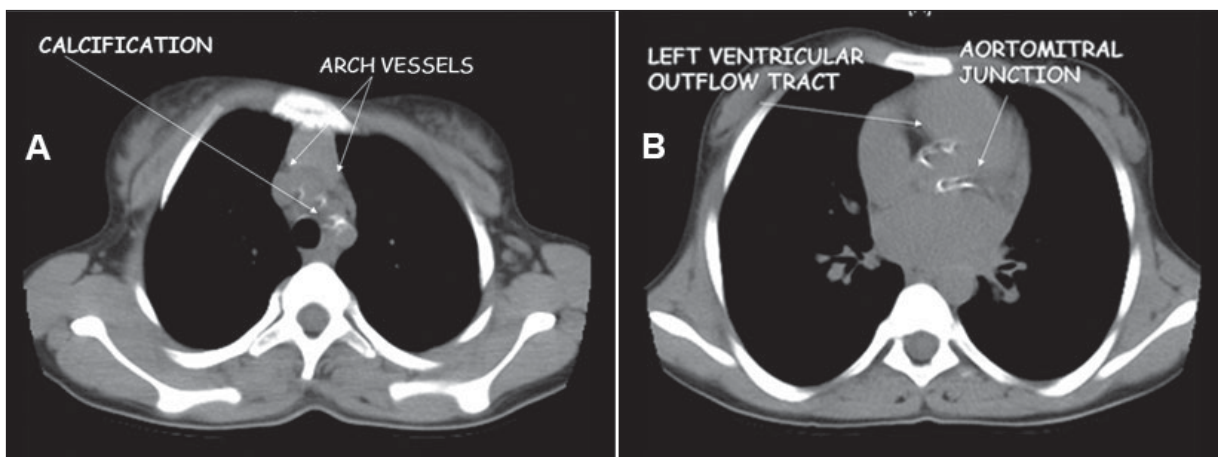 CALCIFICATION
ARCH VESSELS
A
LEFT VENTRICULAR
OUTFLOW TRACT
AORTOMITRAL
JUNCTION
B